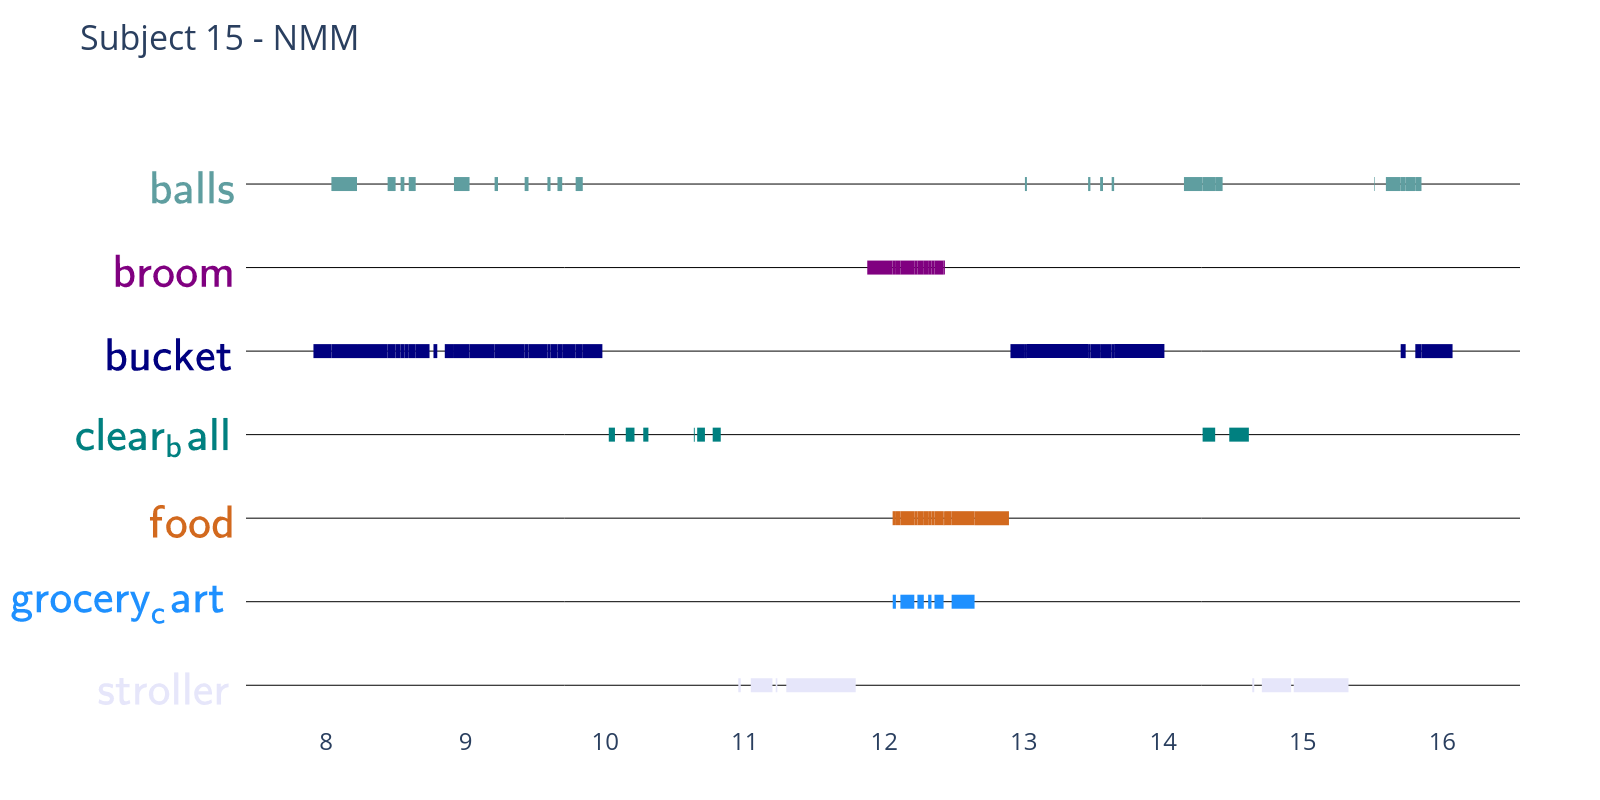 Subject 15 - NMM
balls
broom
bucket
clear_ball
food
grocery_cart
stroller
8 9 10 11 12 13 14 15 16